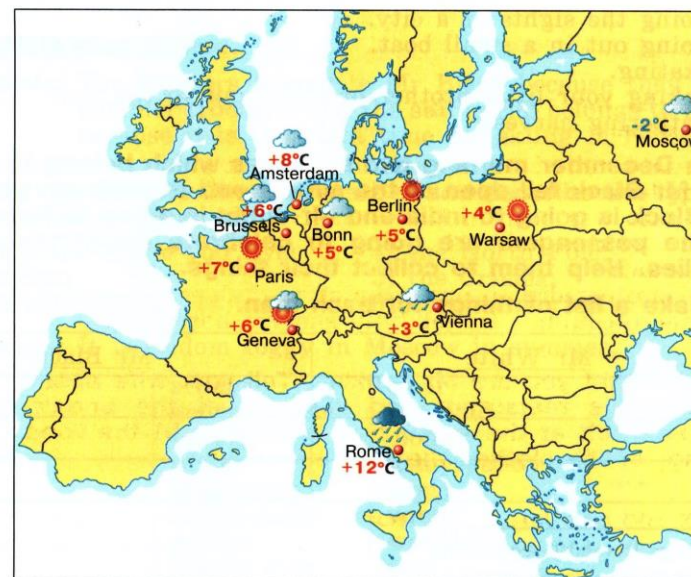 -2°C
Moscow
+8°C
Amsterdam
+6°C
Brussels
Berlin
+5°C
Bonn
+5°C
+4°C
Warsaw
+7°C
Paris
+6°C
Geneva
+3°C
Vienna
Rome
+12°C